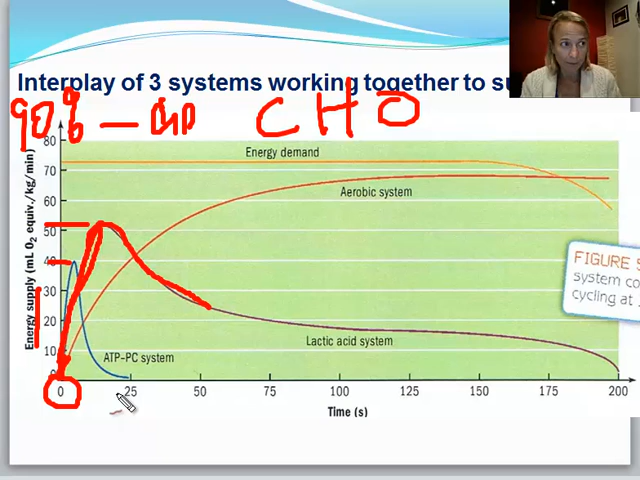 Interplay of 3 systems working together to su
90% – CHO
Energy supply (mL O₂ equiv./kg/min)
80
70
60
50
40
30
20
10
0
Energy demand
Aerobic system
Lactic acid system
ATP–PC system
FIGURE
system co
cycling at
0 25 50 75 100 125 150 175 200
Time (s)